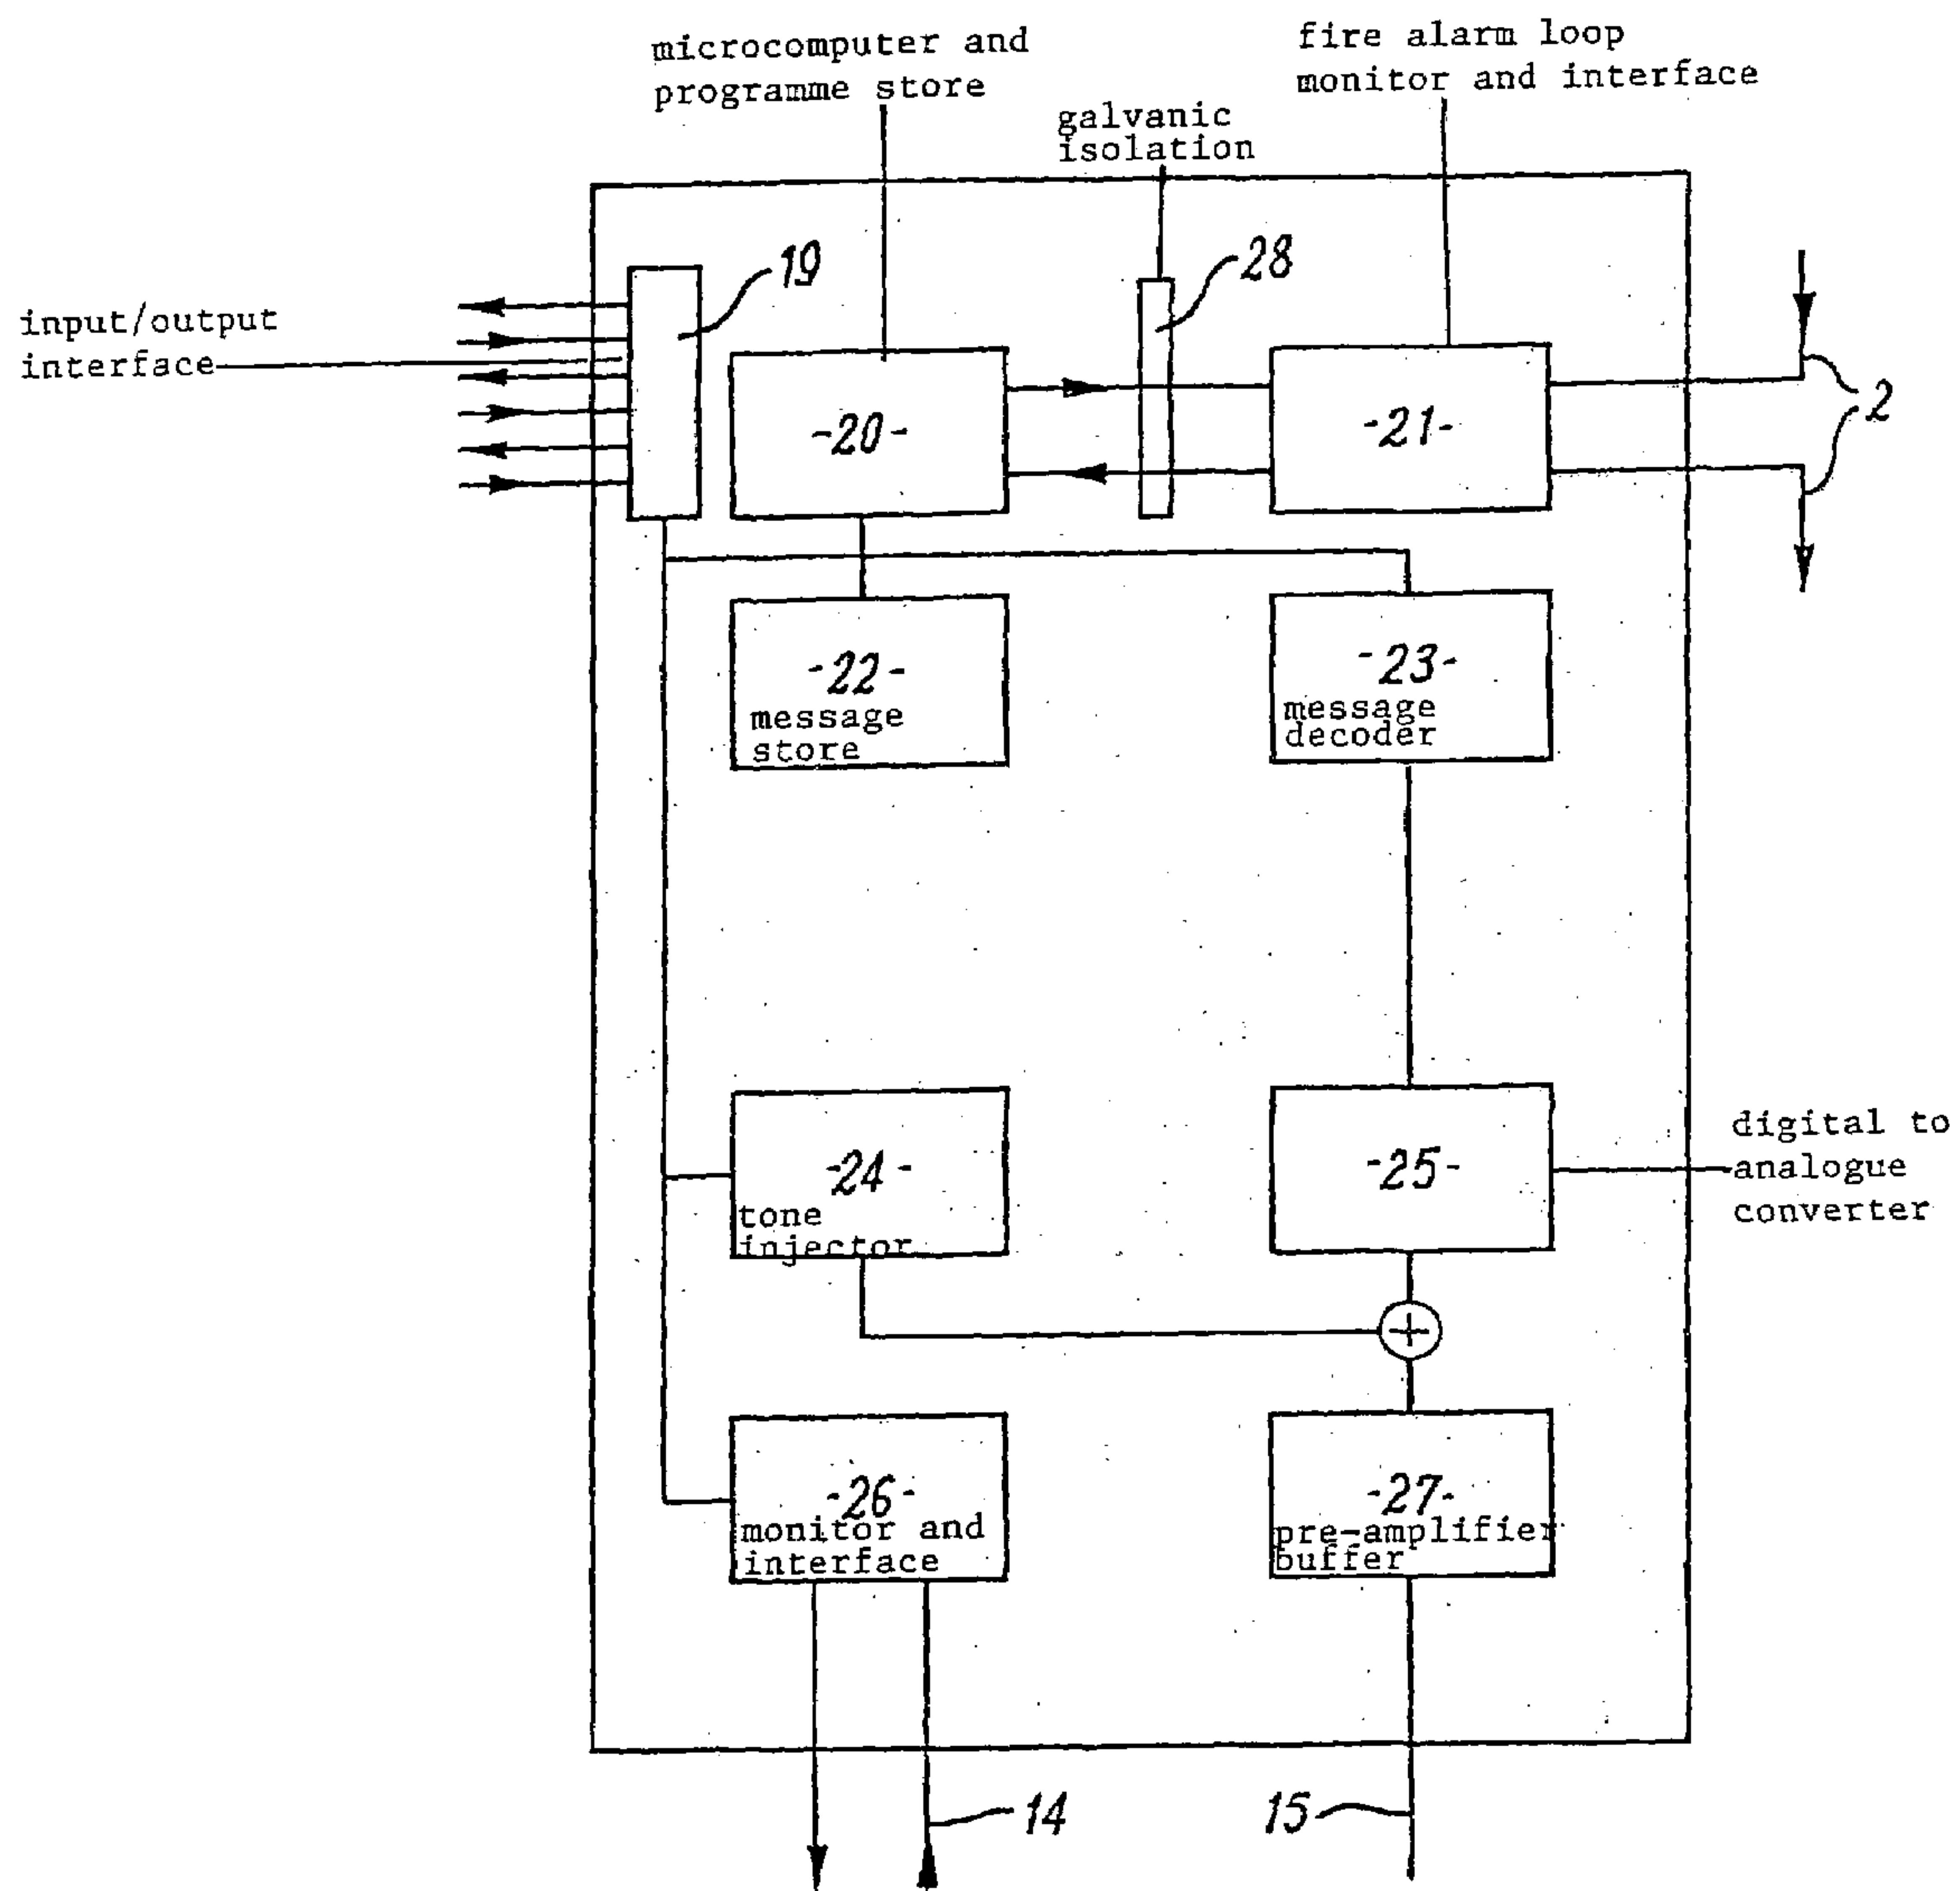 microcomputer and
programme store
fire alarm loop
monitor and interface
galvanic
isolation
19
28
input/output
interface
-20-
-21-
2
-22-
message
store
-23-
message
decoder
-24-
tone
injector
-25-
digital to
analogue
converter
+
-26-
monitor and
interface
-27-
pre-amplifier
buffer
14
15